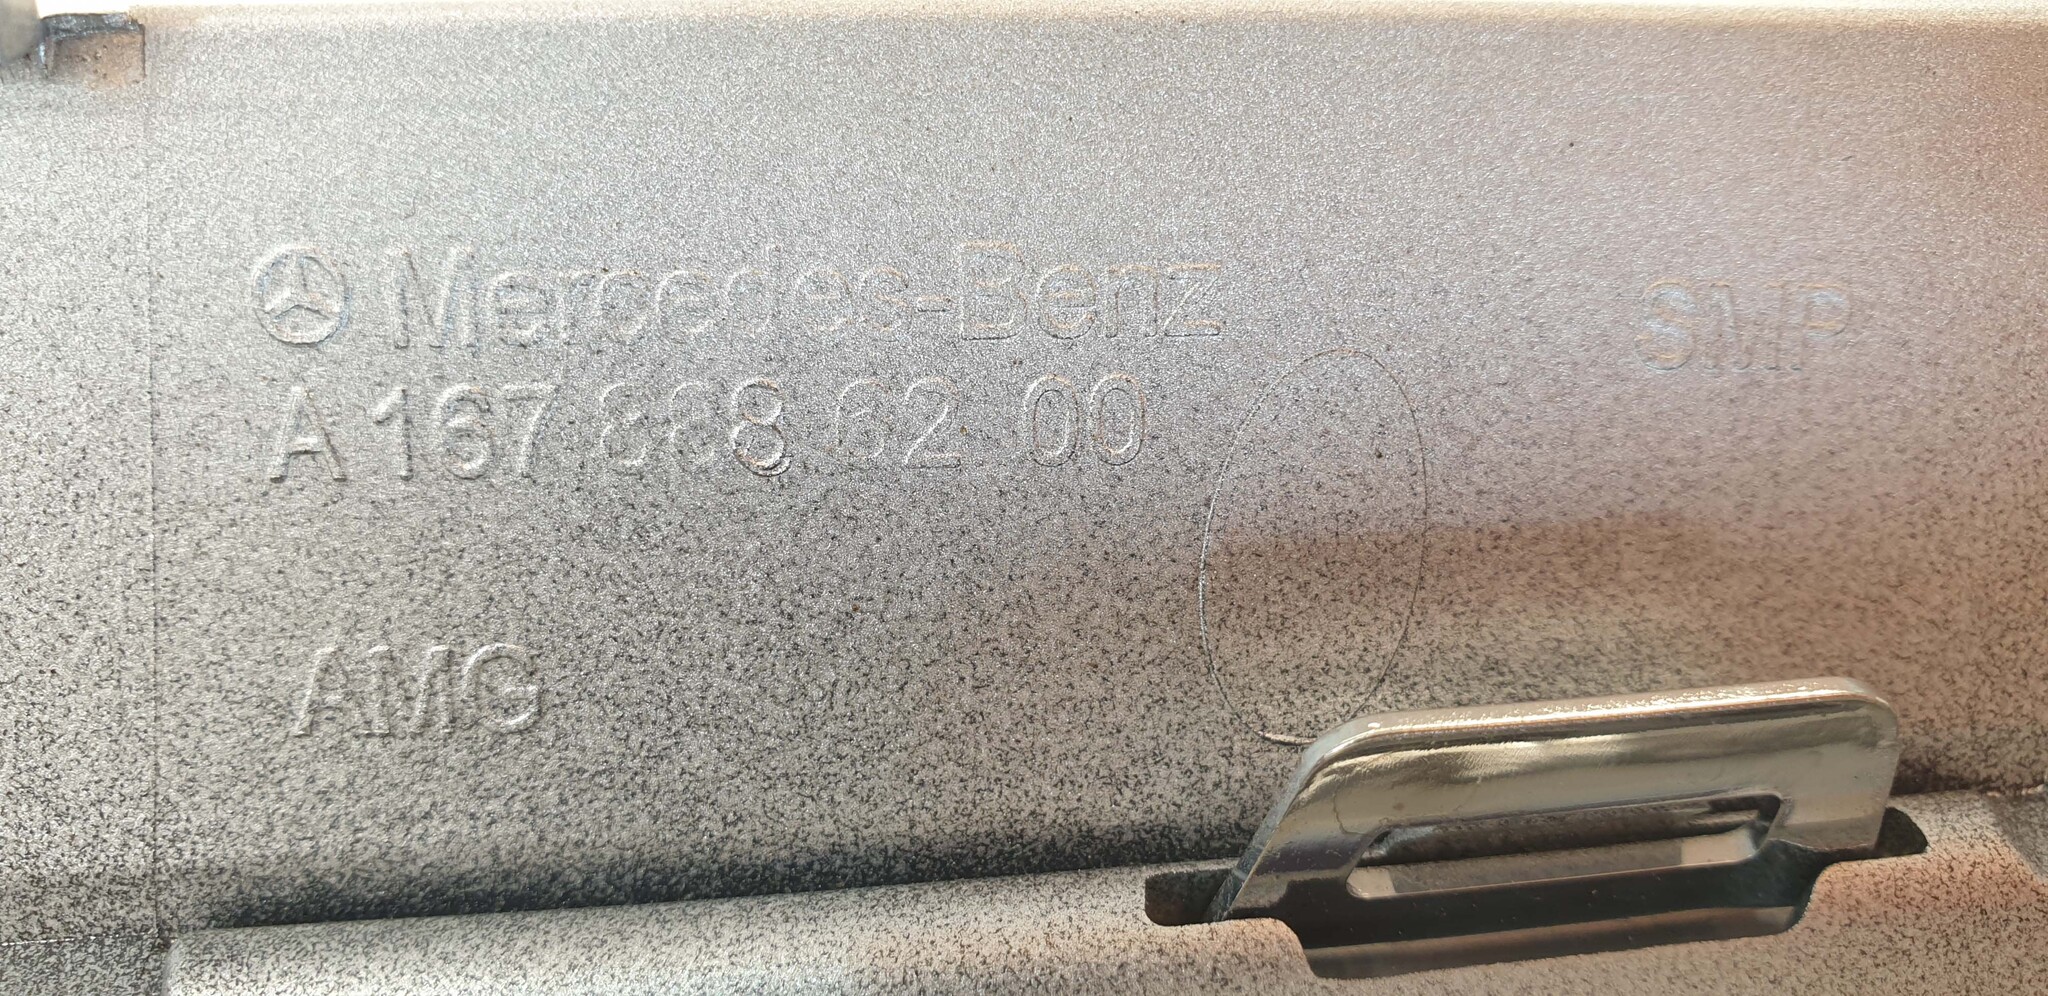 Mercedes-Benz
SMP
A 167 888 62 00
AMG